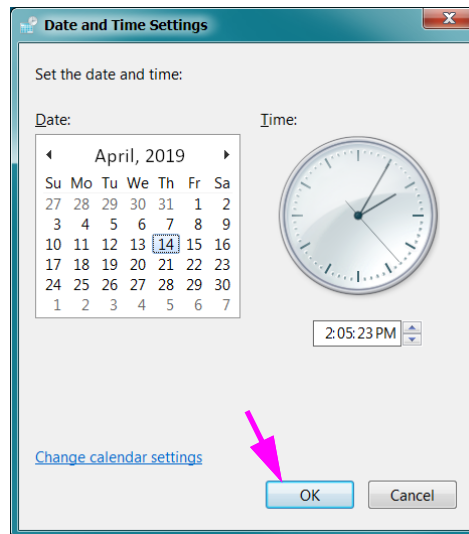 Date and Time Settings
Set the date and time:
Date: Time:
April, 2019
Su Mo Tu We Th Fr Sa
27 28 29 30 31 1 2
3 4 5 6 7 8 9
10 11 12 13 14 15 16
17 18 19 20 21 22 23
24 25 26 27 28 29 30
1 2 3 4 5 6 7
2:05:23 PM
Change calendar settings
OK Cancel